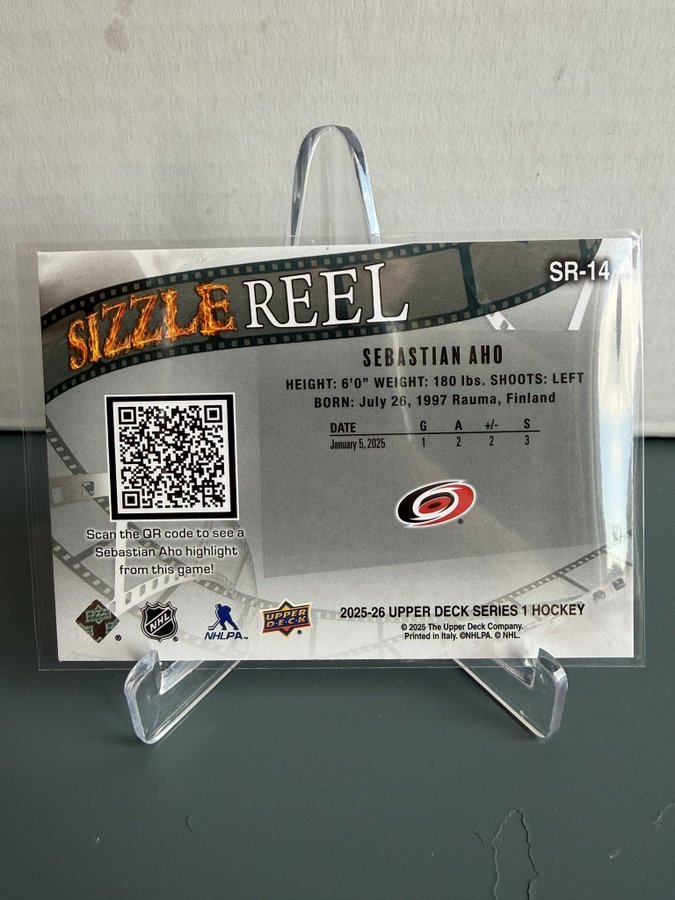 SIZZLE REEL
SR-14
SEBASTIAN AHO
HEIGHT: 6'0" WEIGHT: 180 lbs. SHOOTS: LEFT
BORN: July 26, 1997 Rauma, Finland
DATE G A +/- S
January 5, 2025 1 2 2 3
Scan the QR code to see a
Sebastian Aho highlight
from this game!
NHL
NHLPA™
UPPER
DECK
2025-26 UPPER DECK SERIES 1 HOCKEY
© 2025 The Upper Deck Company.
Printed in Italy. ©NHLPA. © NHL.